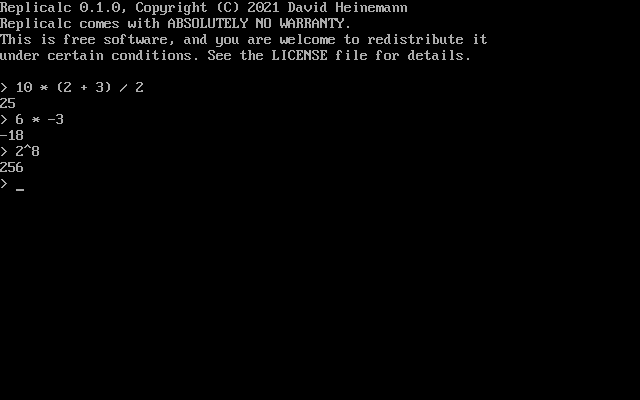 Replicalc 0.1.0, Copyright (C) 2021 David Heinemann
Replicalc comes with ABSOLUTELY NO WARRANTY.
This is free software, and you are welcome to redistribute it
under certain conditions. See the LICENSE file for details.
> 10 * (2 + 3) / 2
25
> 6 * -3
-18
> 2^8
256
> _